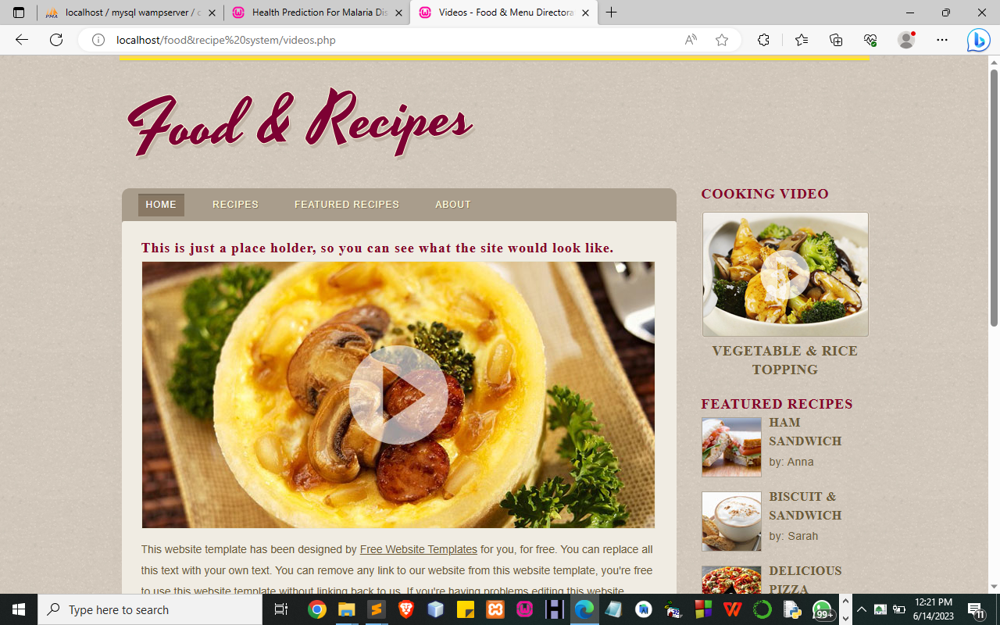 localhost / mysql wampserver / c
Health Prediction For Malaria Dis
Videos - Food & Menu Directora
localhost/food&recipe%20system/videos.php
Food & Recipes
HOME RECIPES FEATURED RECIPES ABOUT
This is just a place holder, so you can see what the site would look like.
This website template has been designed by Free Website Templates for you, for free. You can replace all
this text with your own text. You can remove any link to our website from this website template, you're free
to use this website template without linking back to us. If you're having problems editing this website
COOKING VIDEO
VEGETABLE & RICE
TOPPING
FEATURED RECIPES
HAM
SANDWICH
by: Anna
BISCUIT &
SANDWICH
by: Sarah
DELICIOUS
PIZZA
Type here to search
99+
12:21 PM
6/14/2023
11